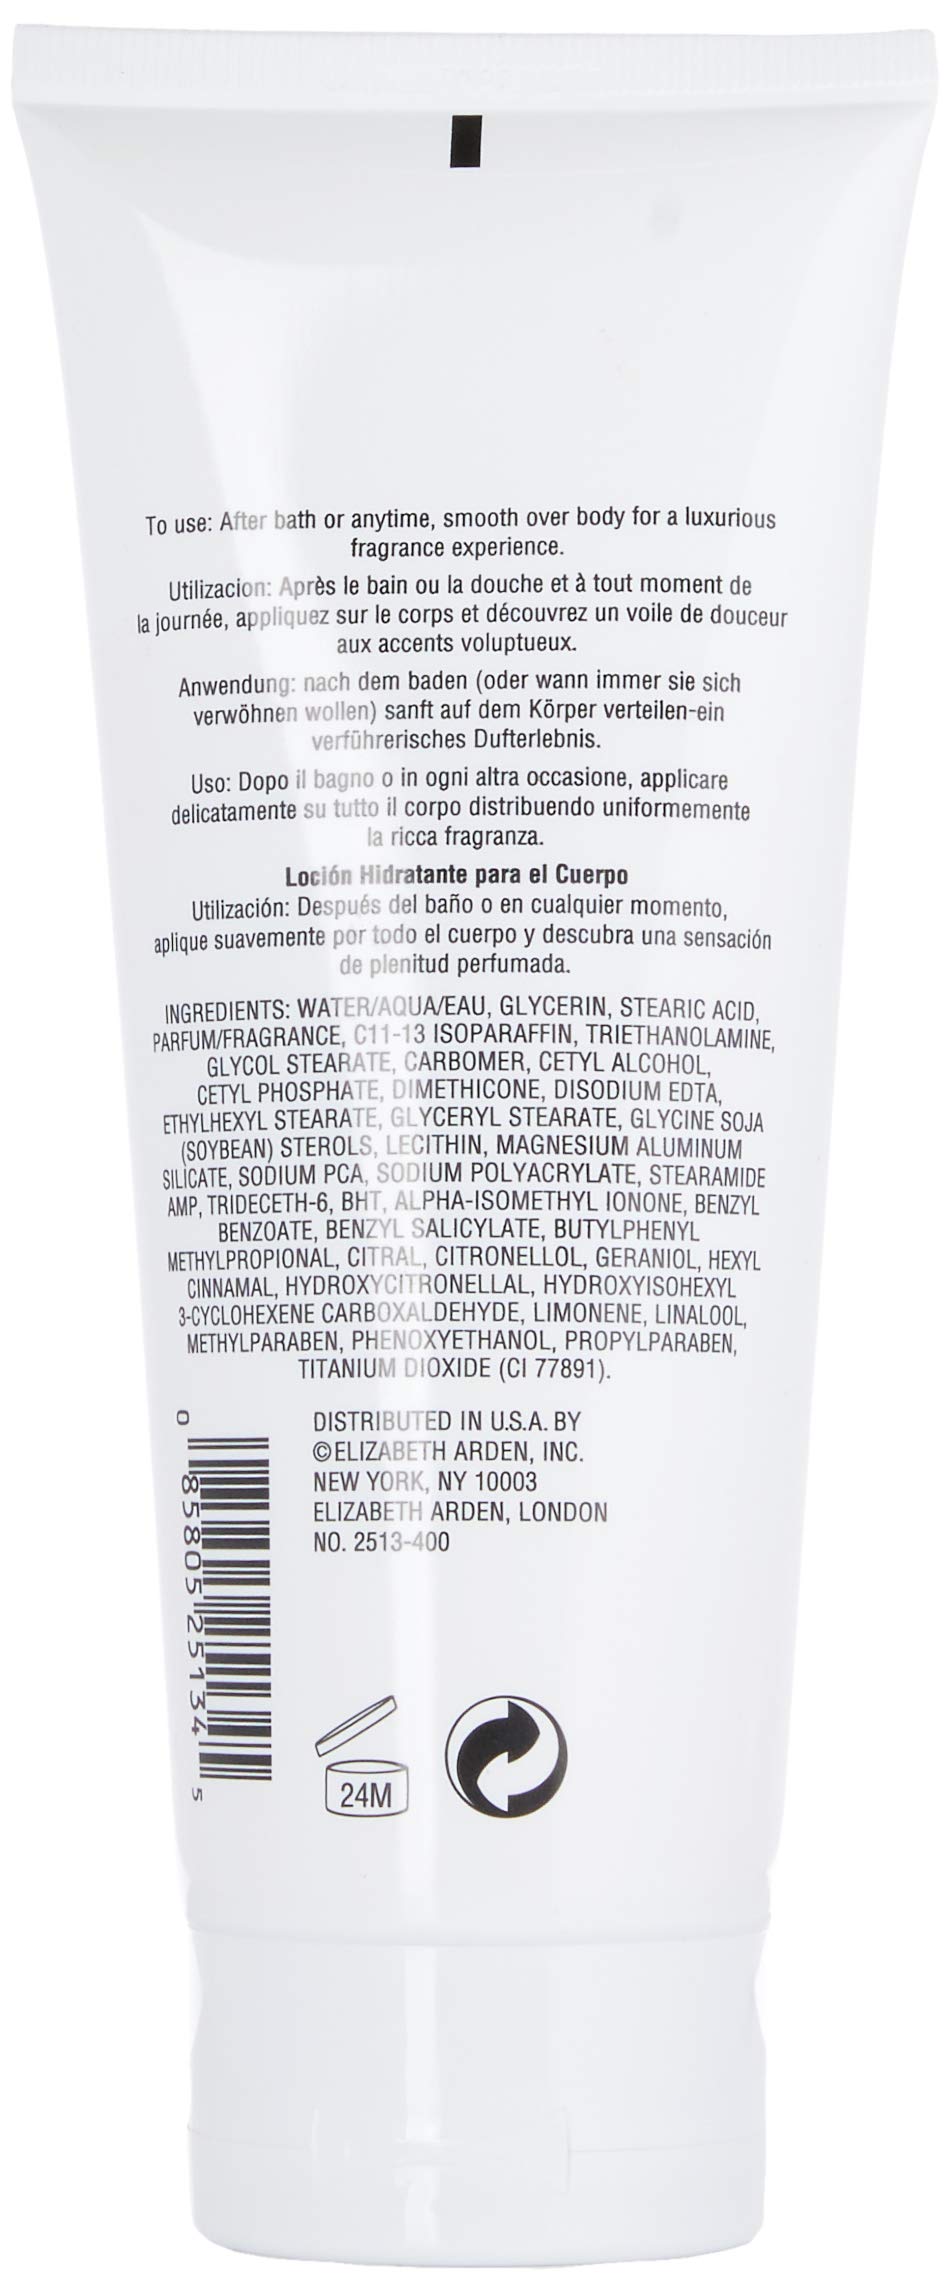 To use: After bath or anytime, smooth over body for a luxurious
fragrance experience.
Utilizacion: Après le bain ou la douche et à tout moment de
la journée, appliquez sur le corps et découvrez un voile de douceur
aux accents voluptueux.
Anwendung: nach dem baden (oder wann immer sie sich
verwöhnen wollen) sanft auf dem Körper verteilen-ein
verführerisches Dufterlebnis.
Uso: Dopo il bagno o in ogni altra occasione, applicare
delicatamente su tutto il corpo distribuendo uniformemente
la ricca fragranza.
Loción Hidratante para el Cuerpo
Utilización: Después del baño o en cualquier momento,
aplique suavemente por todo el cuerpo y descubra una sensación
de plenitud perfumada.
INGREDIENTS: WATER/AQUA/EAU, GLYCERIN, STEARIC ACID,
PARFUM/FRAGRANCE, C11-13 ISOPARAFFIN, TRIETHANOLAMINE,
GLYCOL STEARATE, CARBOMER, CETYL ALCOHOL,
CETYL PHOSPHATE, DIMETHICONE, DISODIUM EDTA,
ETHYLHEXYL STEARATE, GLYCERYL STEARATE, GLYCINE SOJA
(SOYBEAN) STEROLS, LECITHIN, MAGNESIUM ALUMINUM
SILICATE, SODIUM PCA, SODIUM POLYACRYLATE, STEARAMIDE
AMP, TRIDECETH-6, BHT, ALPHA-ISOMETHYL IONONE, BENZYL
BENZOATE, BENZYL SALICYLATE, BUTYLPHENYL
METHYLPROPIONAL, CITRAL, CITRONELLOL, GERANIOL, HEXYL
CINNAMAL, HYDROXYCITRONELLAL, HYDROXYISOHEXYL
3-CYCLOHEXENE CARBOXALDEHYDE, LIMONENE, LINALOOL,
METHYLPARABEN, PHENOXYETHANOL, PROPYLPARABEN,
TITANIUM DIOXIDE (CI 77891).
DISTRIBUTED IN U.S.A. BY
©ELIZABETH ARDEN, INC.
NEW YORK, NY 10003
ELIZABETH ARDEN, LONDON
NO. 2513-400
0 85805 25134 5
24M